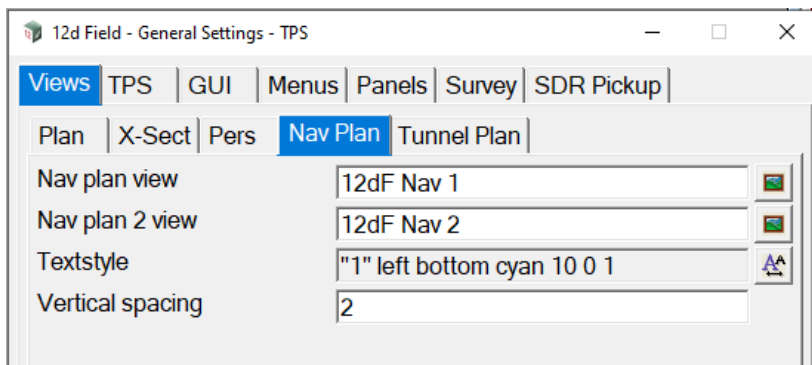 12d Field - General Settings - TPS
Views TPS GUI Menus Panels Survey SDR Pickup
Plan X-Sect Pers Nav Plan Tunnel Plan
Nav plan view 12dF Nav 1
Nav plan 2 view 12dF Nav 2
Textstyle "1" left bottom cyan 10 0 1
Vertical spacing 2